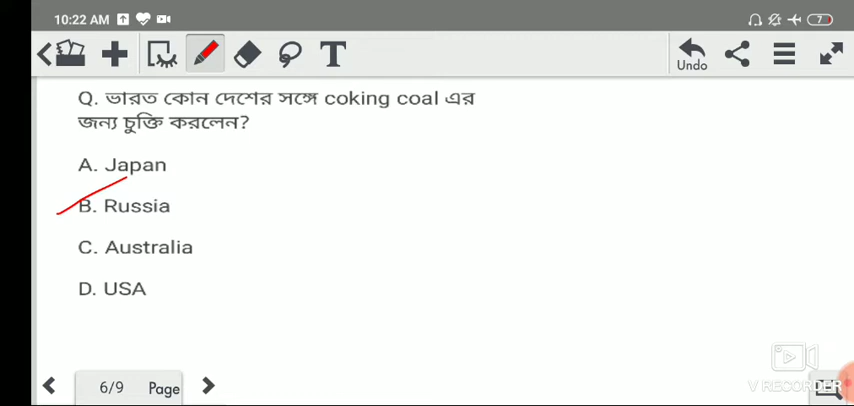 10:22 AM
7
T
Undo
Q. ভারত কোন দেশের সঙ্গে coking coal এর
জন্য চুক্তি করলেন?
A. Japan
B. Russia
C. Australia
D. USA
6/9 Page
V RECORDER